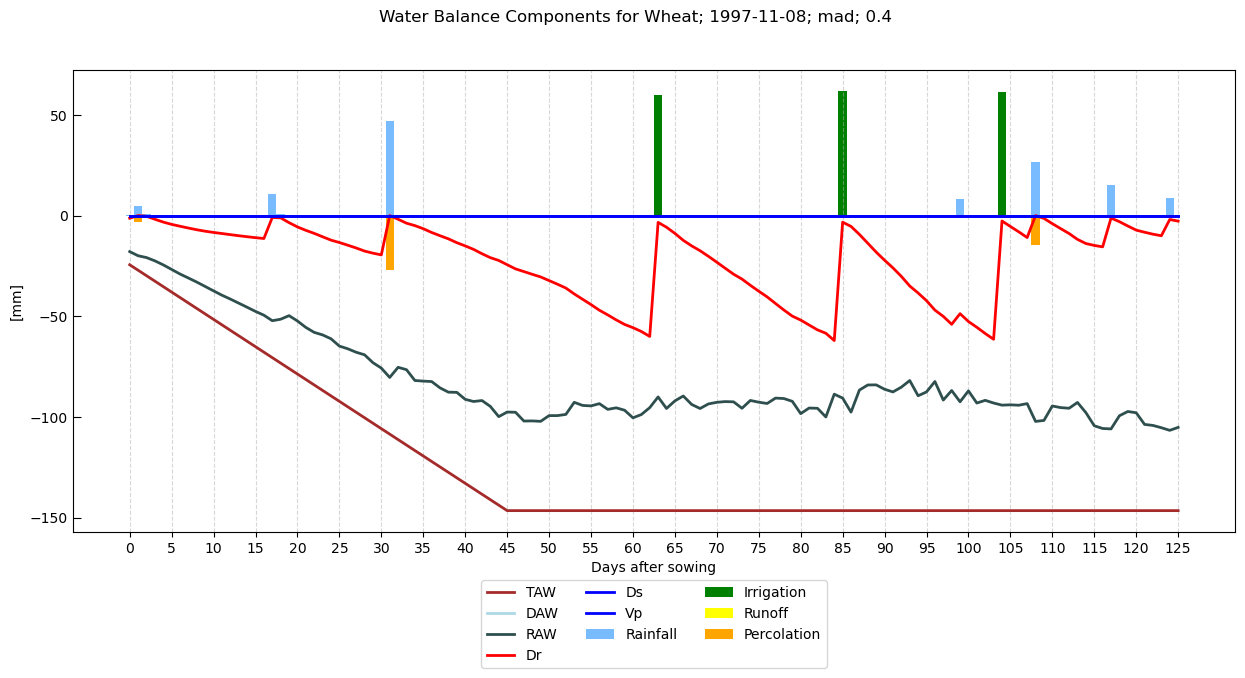 Water Balance Components for Wheat; 1997-11-08; mad; 0.4
[mm]
50
0
−50
−100
−150
0 5 10 15 20 25 30 35 40 45 50 55 60 65 70 75 80 85 90 95 100 105 110 115 120 125
Days after sowing
TAW
DAW
RAW
Dr
Ds
Vp
Rainfall
Irrigation
Runoff
Percolation